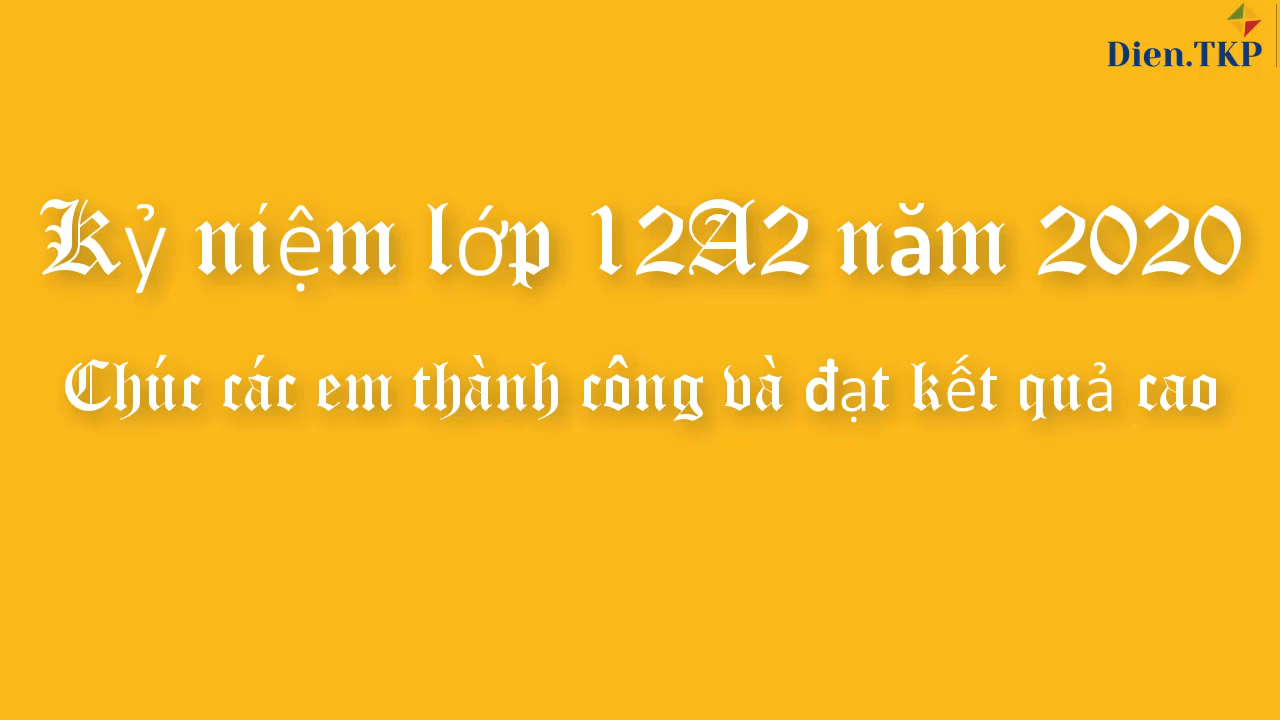 Dien.TKP
Kỷ niệm lớp 12A2 năm 2020
Chúc các em thành công và đạt kết quả cao